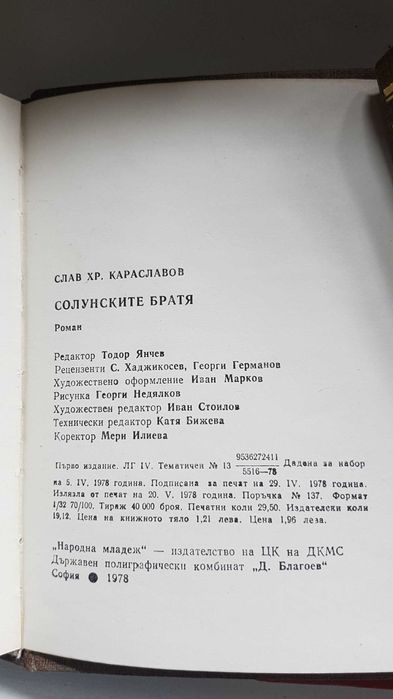 СЛАВ ХР. КАРАСЛАВОВ
СОЛУНСКИТЕ БРАТЯ
Роман
Редактор Тодор Янчев
Рецензенти С. Хаджикосев, Георги Германов
Художествено оформление Иван Марков
Рисунка Георги Недялков
Художествен редактор Иван Стоилов
Технически редактор Катя Бижева
Коректор Мери Илиева
Първо издание. ЛГ IV. Тематичен № 13 9536272411/5516—78 Дадена за набор
на 5. IV. 1978 година. Подписана за печат на 29. IV. 1978 година.
Излязла от печат на 20. V. 1978 година. Поръчка № 137. Формат
1/32 70/100. Тираж 40 000 броя. Печатни коли 29,50. Издателски коли
19,12. Цена на книжното тяло 1,21 лева. Цена 1,96 лева.
„Народна младеж" — издателство на ЦК на ДКМС
Държавен полиграфически комбинат „Д. Благоев"
София ● 1978